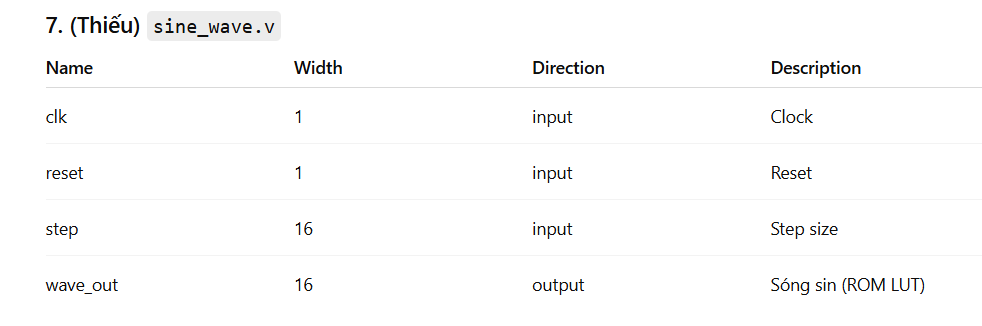 7. (Thiếu) sine_wave.v
Name Width Direction Description
clk 1 input Clock
reset 1 input Reset
step 16 input Step size
wave_out 16 output Sóng sin (ROM LUT)